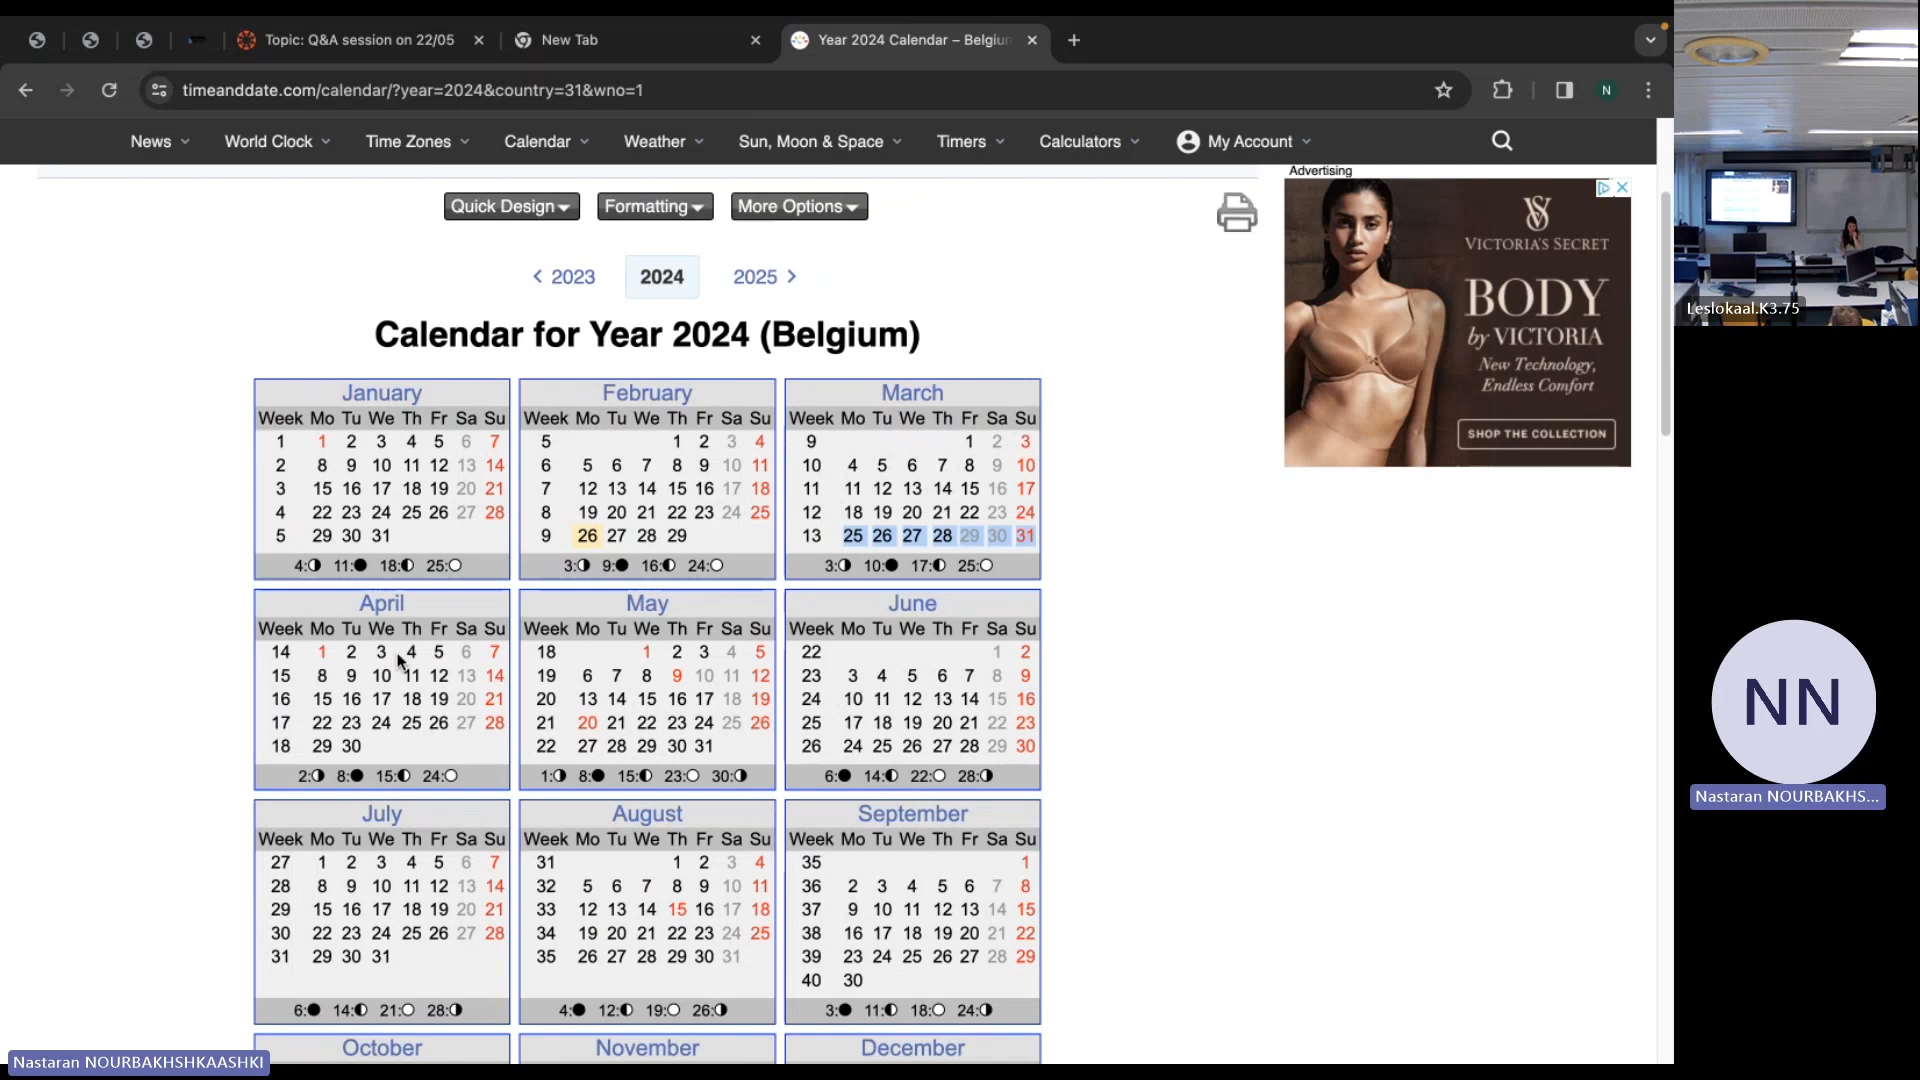 Topic: Q&A session on 22/05
New Tab
Year 2024 Calendar – Belgium
timeanddate.com/calendar/?year=2024&country=31&wno=1
N
News World Clock Time Zones Calendar Weather Sun, Moon & Space Timers Calculators My Account
Advertising
Quick Design Formatting More Options
2023 2024 2025
Calendar for Year 2024 (Belgium)
January
Week Mo Tu We Th Fr Sa Su
1 1 2 3 4 5 6 7
2 8 9 10 11 12 13 14
3 15 16 17 18 19 20 21
4 22 23 24 25 26 27 28
5 29 30 31
4: 11: 18: 25:
February
Week Mo Tu We Th Fr Sa Su
5 1 2 3 4
6 5 6 7 8 9 10 11
7 12 13 14 15 16 17 18
8 19 20 21 22 23 24 25
9 26 27 28 29
3: 9: 16: 24:
March
Week Mo Tu We Th Fr Sa Su
9 1 2 3
10 4 5 6 7 8 9 10
11 11 12 13 14 15 16 17
12 18 19 20 21 22 23 24
13 25 26 27 28 29 30 31
3: 10: 17: 25:
April
Week Mo Tu We Th Fr Sa Su
14 1 2 3 4 5 6 7
15 8 9 10 11 12 13 14
16 15 16 17 18 19 20 21
17 22 23 24 25 26 27 28
18 29 30
2: 8: 15: 24:
May
Week Mo Tu We Th Fr Sa Su
18 1 2 3 4 5
19 6 7 8 9 10 11 12
20 13 14 15 16 17 18 19
21 20 21 22 23 24 25 26
22 27 28 29 30 31
1: 8: 15: 23: 30:
June
Week Mo Tu We Th Fr Sa Su
22 1 2
23 3 4 5 6 7 8 9
24 10 11 12 13 14 15 16
25 17 18 19 20 21 22 23
26 24 25 26 27 28 29 30
6: 14: 22: 28:
July
Week Mo Tu We Th Fr Sa Su
27 1 2 3 4 5 6 7
28 8 9 10 11 12 13 14
29 15 16 17 18 19 20 21
30 22 23 24 25 26 27 28
31 29 30 31
6: 14: 21: 28:
August
Week Mo Tu We Th Fr Sa Su
31 1 2 3 4
32 5 6 7 8 9 10 11
33 12 13 14 15 16 17 18
34 19 20 21 22 23 24 25
35 26 27 28 29 30 31
4: 12: 19: 26:
September
Week Mo Tu We Th Fr Sa Su
35 1
36 2 3 4 5 6 7 8
37 9 10 11 12 13 14 15
38 16 17 18 19 20 21 22
39 23 24 25 26 27 28 29
40 30
3: 11: 18: 24:
October
November
December
VS
VICTORIA'S SECRET
BODY
by VICTORIA
New Technology,
Endless Comfort
SHOP THE COLLECTION
Leslokaal.K3.75
NN
Nastaran NOURBAKHS...
Nastaran NOURBAKHSHKAASHKI